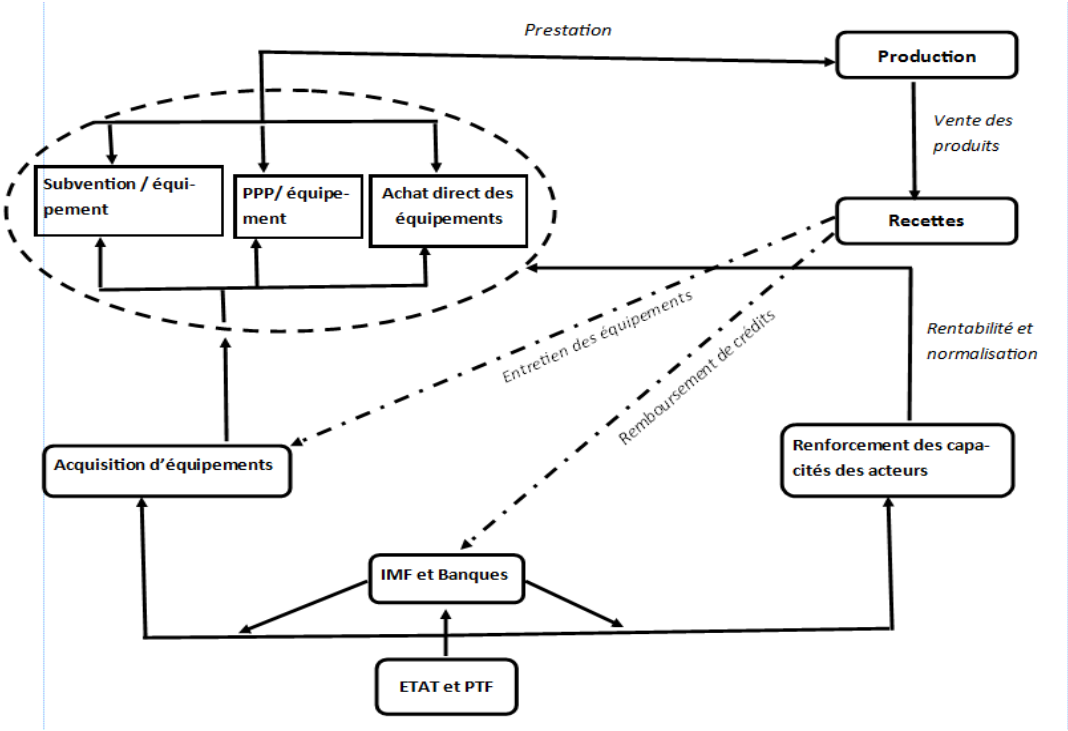 Prestation
Production
Vente des
produits
Subvention / équi-
pement
PPP/ équipe-
ment
Achat direct des
équipements
Recettes
Entretien des équipements
Remboursement de crédits
Rentabilité et
normalisation
Acquisition d’équipements
Renforcement des capa-
cités des acteurs
IMF et Banques
ETAT et PTF